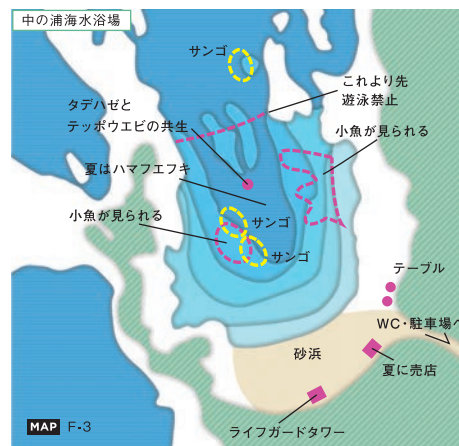 中の浦海水浴場
サンゴ
これより先
遊泳禁止
タデハゼと
テッポウエビの共生
小魚が見られる
夏はハマフエフキ
小魚が見られる
サンゴ
サンゴ
テーブル
WC・駐車場へ
砂浜
夏に売店
ライフガードタワー
MAP F-3